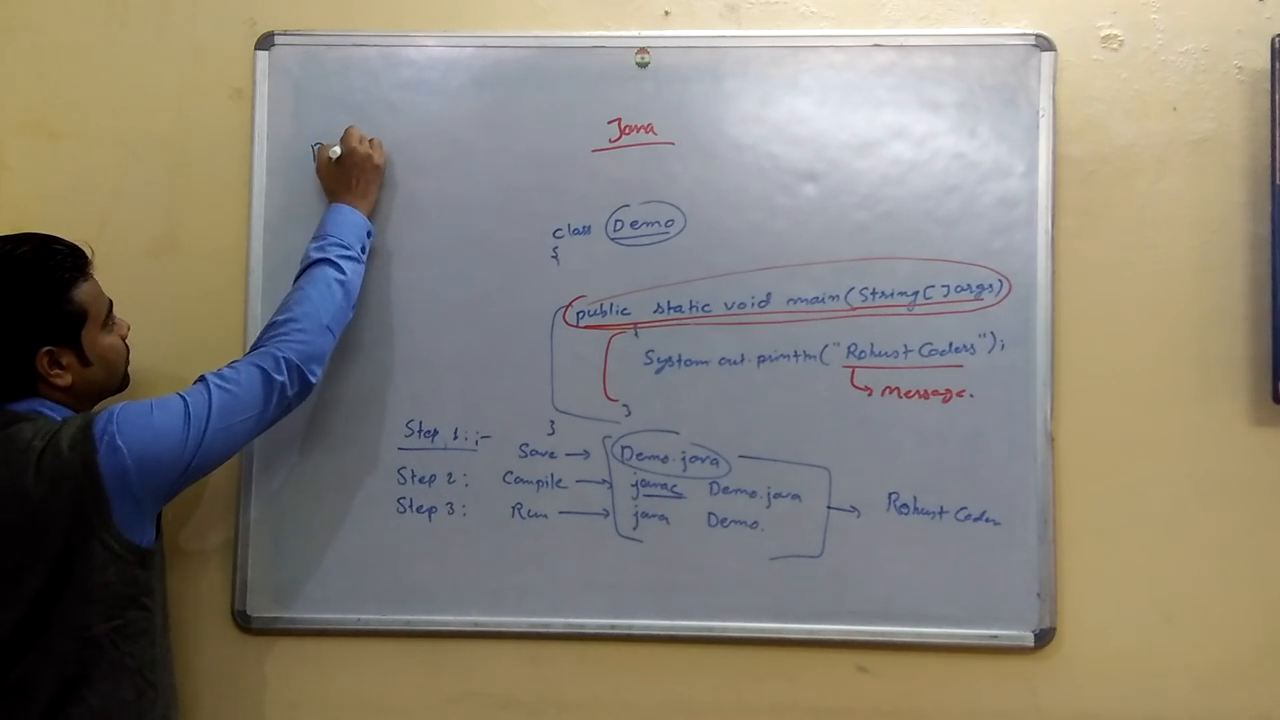 Java
class Demo
{
public static void main(String[]args)
{
System.out.println("Robust Coders");
Message.
}
}
Step 1:;-
Save → Demo.java
Step 2: Compile → javac Demo.java
Step 3: Run → java Demo. → Robust Coder